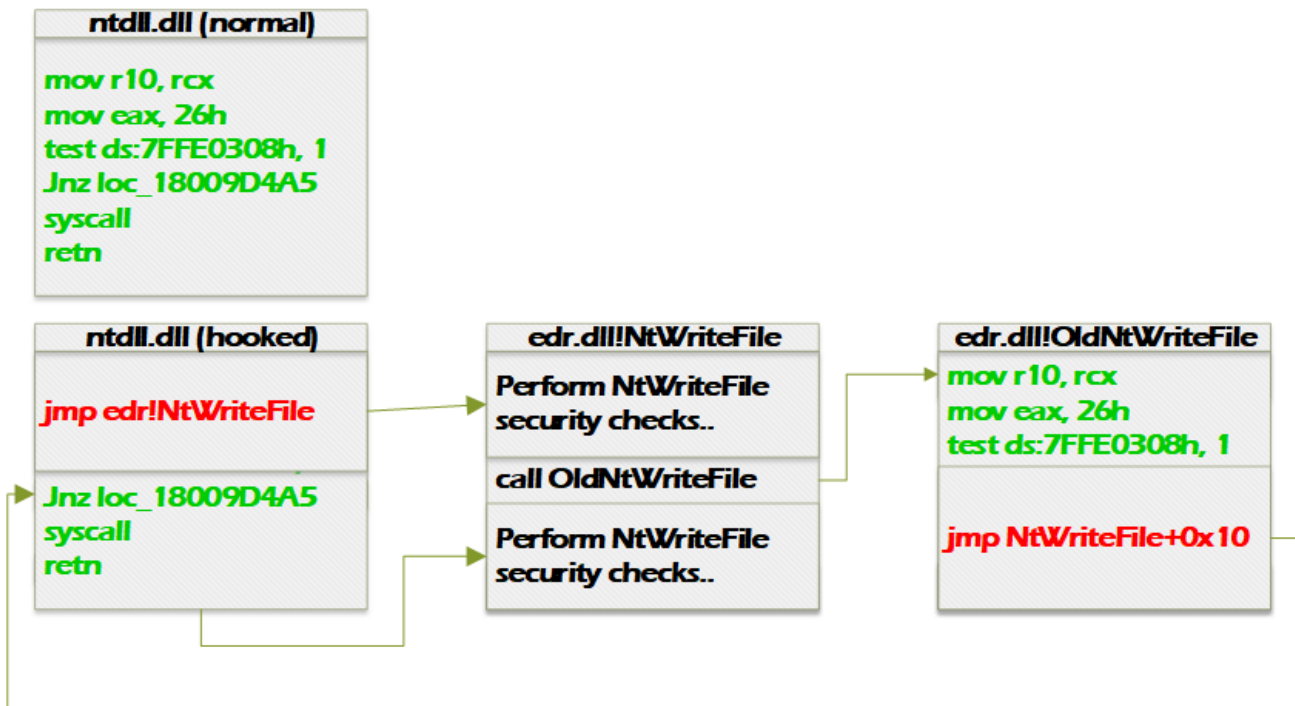 ntdll.dll (normal)
mov r10, rcx
mov eax, 26h
test ds:7FFE0308h, 1
Jnz loc_18009D4A5
syscall
retn
ntdll.dll (hooked)
jmp edr!NtWriteFile
Jnz loc_18009D4A5
syscall
retn
edr.dll!NtWriteFile
Perform NtWriteFile
security checks..
call OldNtWriteFile
Perform NtWriteFile
security checks..
edr.dll!OldNtWriteFile
mov r10, rcx
mov eax, 26h
test ds:7FFE0308h, 1
jmp NtWriteFile+0x10